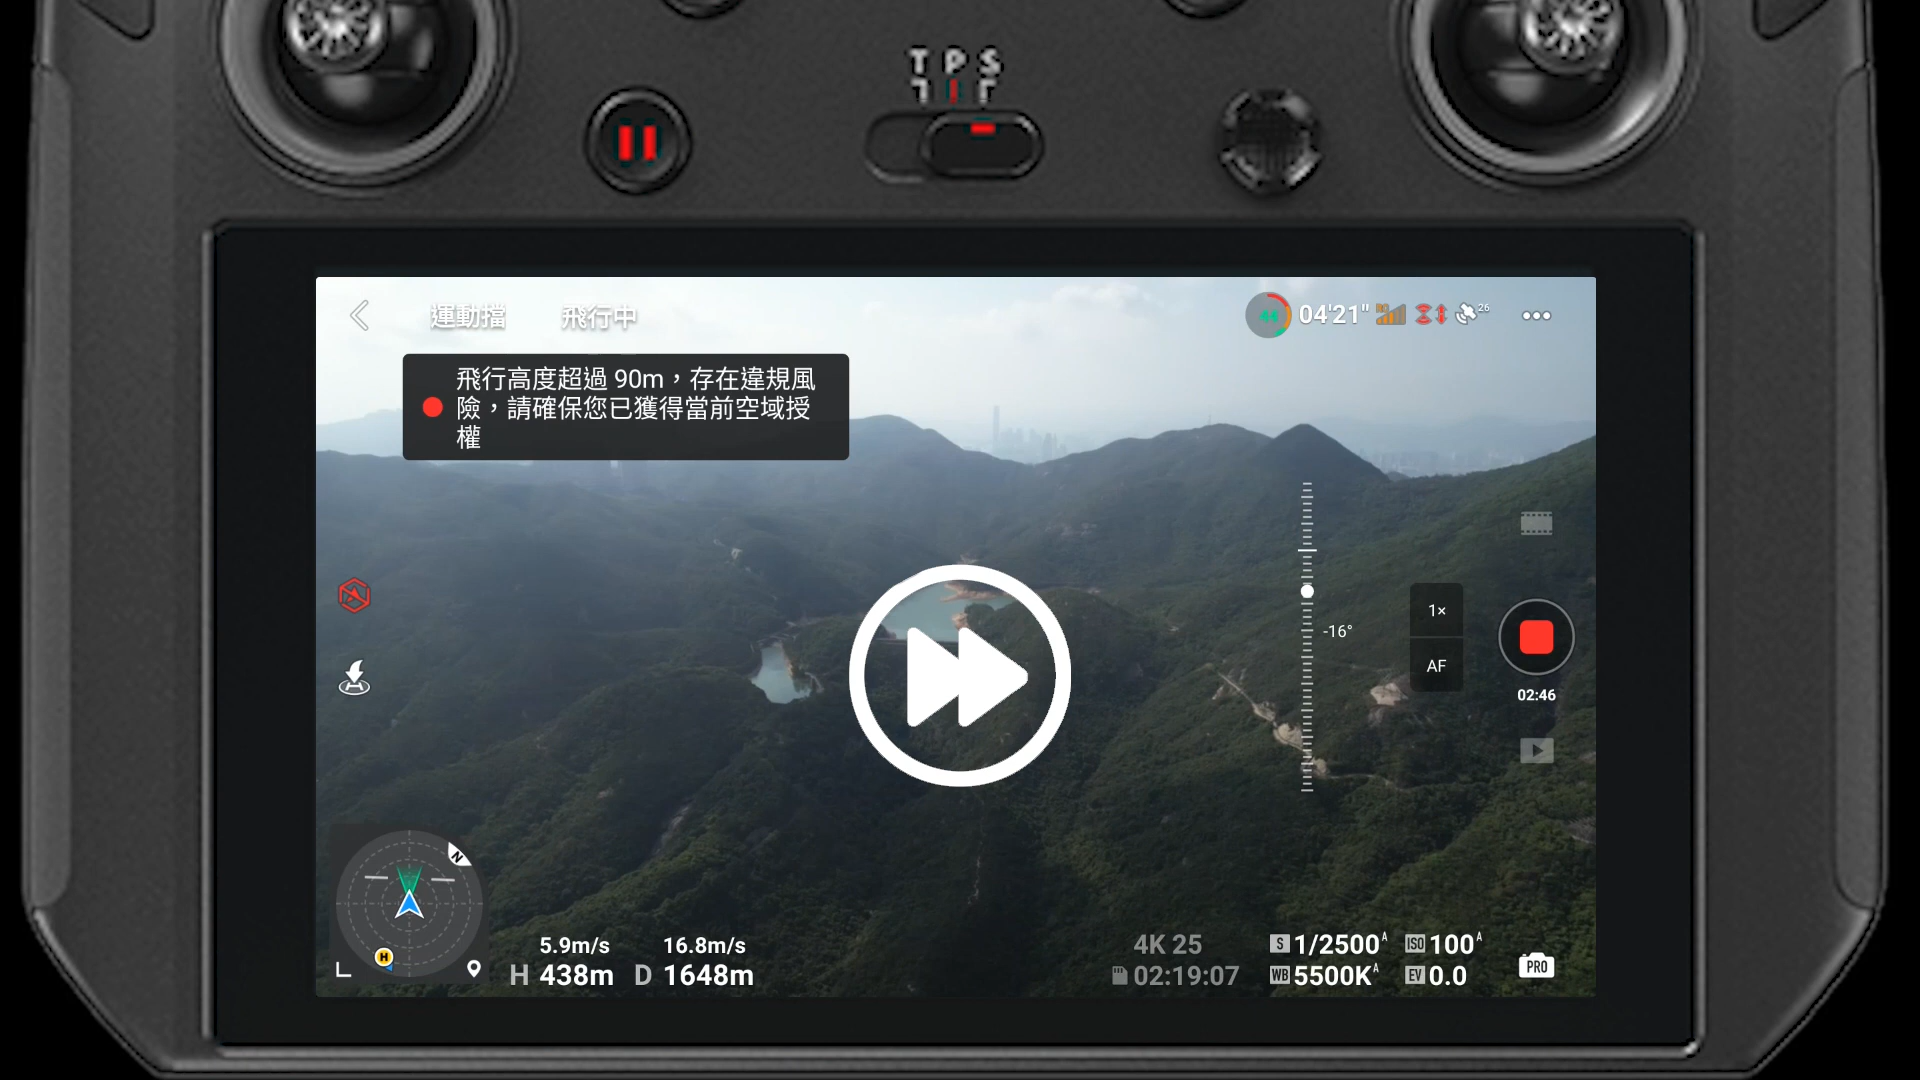 T P S
運動擋 飛行中
44 04'21" 26
飛行高度超過 90m，存在違規風
險，請確保您已獲得當前空域授
權
-16°
1×
AF
02:46
N
H
5.9m/s 16.8m/s
H 438m D 1648m
4K 25
02:19:07
S 1/2500 A ISO 100 A
WB 5500K A EV 0.0
PRO